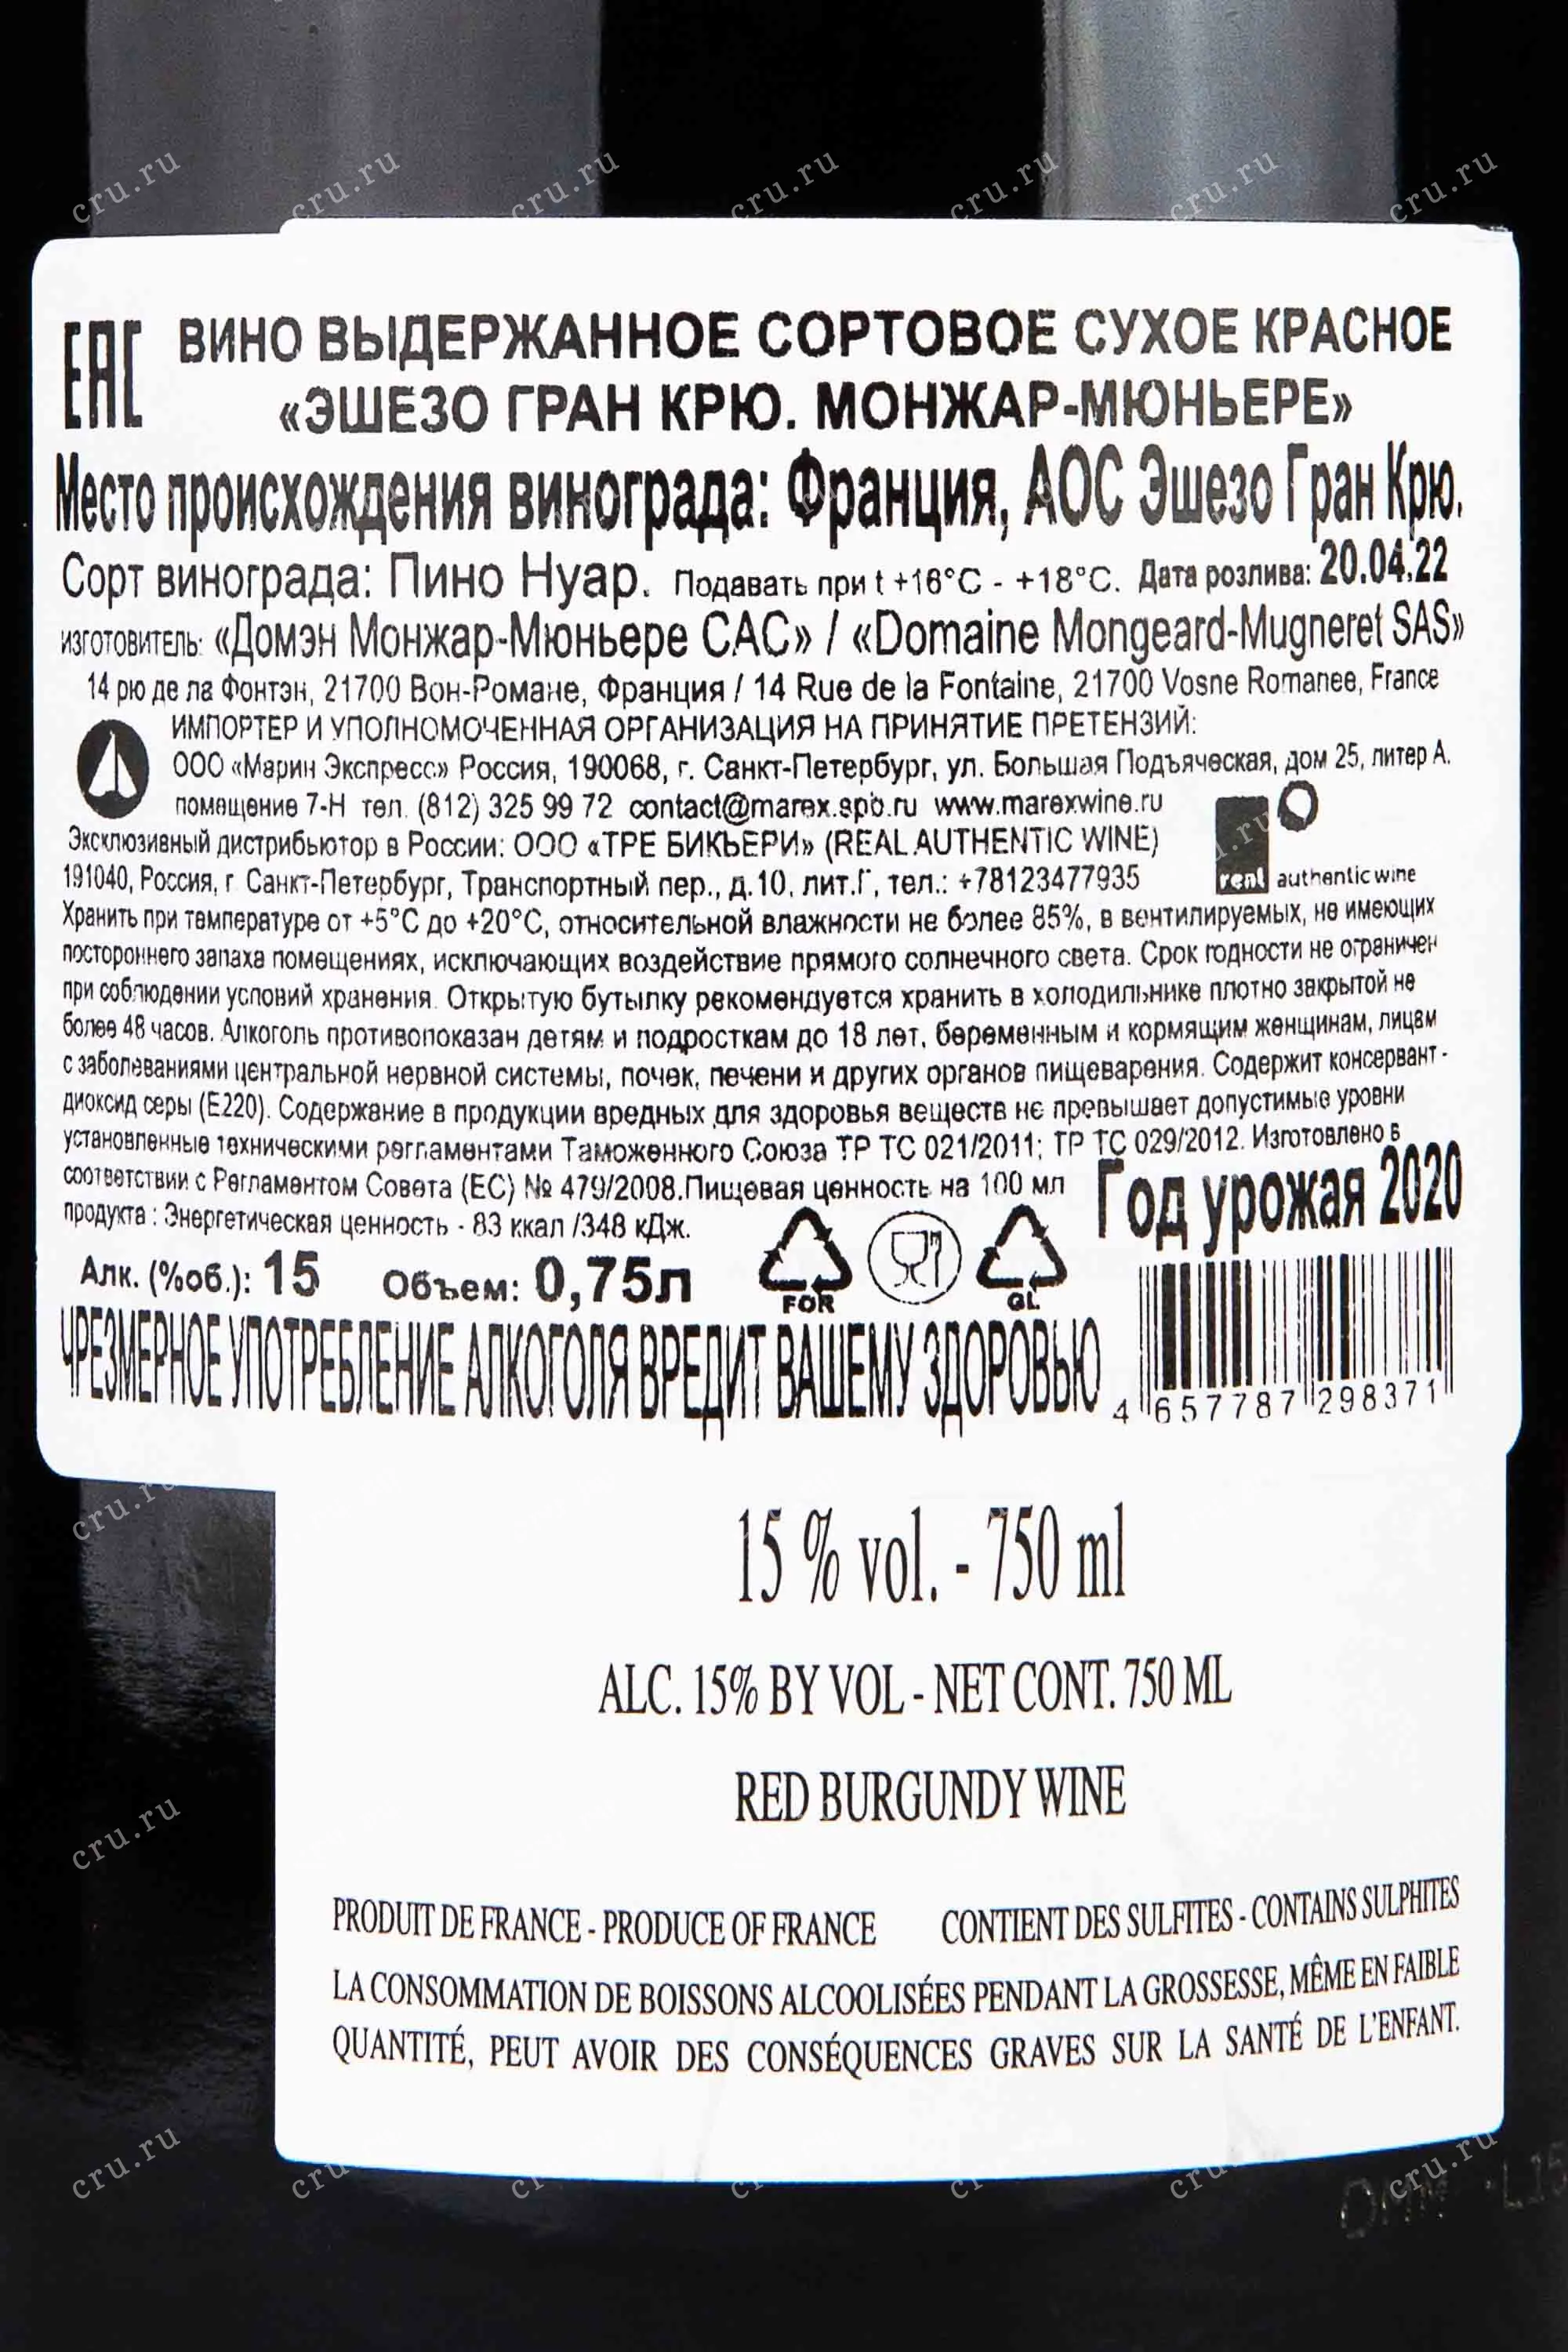 cru.ru cru.ru cru.ru cru.ru cru.ru cru.ru cru.ru
EAC
ВИНО ВЫДЕРЖАННОЕ СОРТОВОЕ СУХОЕ КРАСНОЕ
«ЭШЕЗО ГРАН КРЮ. МОНЖАР-МЮНЬЕРЕ»
Место происхождения винограда: Франция, АОС Эшезо Гран Крю.
Сорт винограда: Пино Нуар. Подавать при t +16°C - +18°C. Дата розлива: 20.04.22
ИЗГОТОВИТЕЛЬ: «Домэн Монжар-Мюньере САС» / «Domaine Mongeard-Mugneret SAS»
14 рю де ла Фонтэн, 21700 Вон-Романе, Франция / 14 Rue de la Fontaine, 21700 Vosne Romanee, France
ИМПОРТЕР И УПОЛНОМОЧЕННАЯ ОРГАНИЗАЦИЯ НА ПРИНЯТИЕ ПРЕТЕНЗИЙ:
ООО «Марин Экспресс» Россия, 190068, г. Санкт-Петербург, ул. Большая Подъяческая, дом 25, литер А.
помещение 7-Н тел. (812) 325 99 72 contact@marex.spb.ru www.marexwine.ru
Эксклюзивный дистрибьютор в России: ООО «ТРЕ БИКЬЕРИ» (REAL AUTHENTIC WINE)
191040, Россия, г. Санкт-Петербург, Транспортный пер., д.10, лит.Г, тел.: +78123477935
real authentic wine
Хранить при температуре от +5°C до +20°C, относительной влажности не более 85%, в вентилируемых, не имеющих
постороннего запаха помещениях, исключающих воздействие прямого солнечного света. Срок годности не ограничен
при соблюдении условий хранения. Открытую бутылку рекомендуется хранить в холодильнике плотно закрытой не
более 48 часов. Алкоголь противопоказан детям и подросткам до 18 лет, беременным и кормящим женщинам, лицам
с заболеваниями центральной нервной системы, почек, печени и других органов пищеварения. Содержит консервант -
диоксид серы (Е220). Содержание в продукции вредных для здоровья веществ не превышает допустимые уровни
установленные техническими регламентами Таможенного Союза ТР ТС 021/2011; ТР ТС 029/2012. Изготовлено в
соответствии с Регламентом Совета (ЕС) № 479/2008.Пищевая ценность на 100 мл
продукта : Энергетическая ценность - 83 ккал /348 кДж.
Год урожая 2020
Алк. (%об.): 15 Объем: 0,75л
FOR GL
ЧРЕЗМЕРНОЕ УПОТРЕБЛЕНИЕ АЛКОГОЛЯ ВРЕДИТ ВАШЕМУ ЗДОРОВЬЮ
4 657787 298371
15 % vol. - 750 ml
ALC. 15% BY VOL - NET CONT. 750 ML
RED BURGUNDY WINE
PRODUIT DE FRANCE - PRODUCE OF FRANCE CONTIENT DES SULFITES - CONTAINS SULPHITES
LA CONSOMMATION DE BOISSONS ALCOOLISÉES PENDANT LA GROSSESSE, MÊME EN FAIBLE
QUANTITÉ, PEUT AVOIR DES CONSÉQUENCES GRAVES SUR LA SANTÉ DE L'ENFANT.